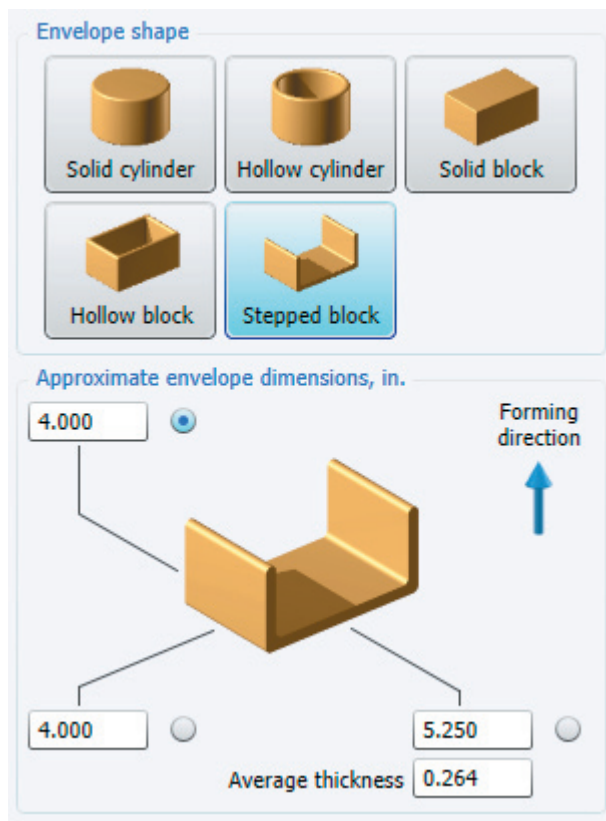 Envelope shape
Solid cylinder
Hollow cylinder
Solid block
Hollow block
Stepped block
Approximate envelope dimensions, in.
4.000
Forming
direction
4.000
5.250
Average thickness 0.264